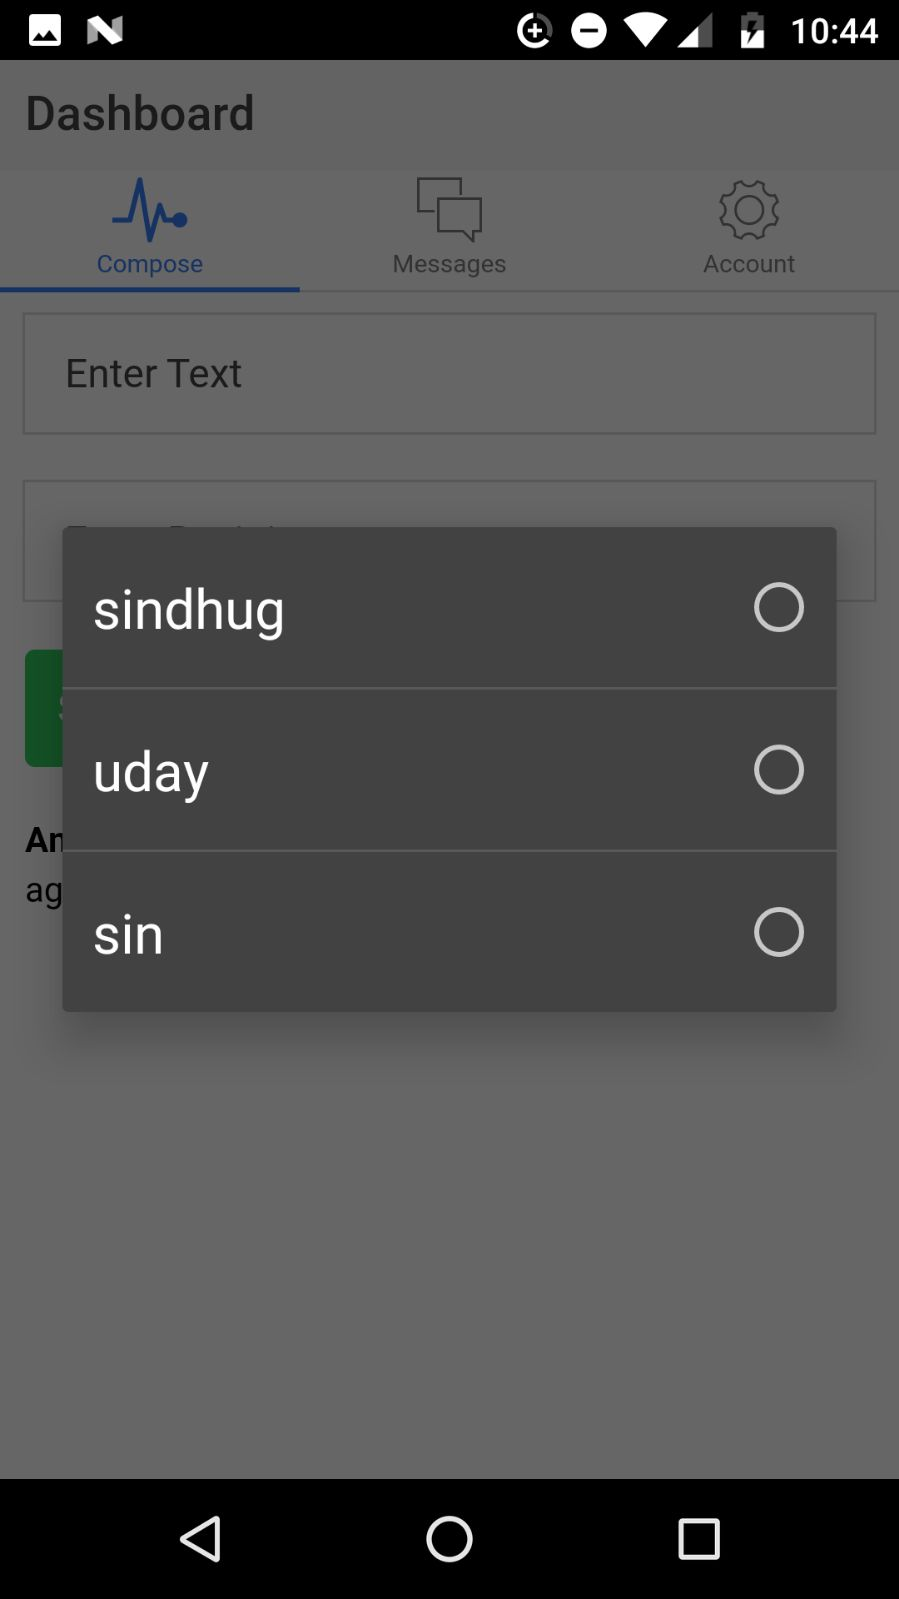 10:44
Dashboard
Compose Messages Account
Enter Text
sindhug
uday
sin